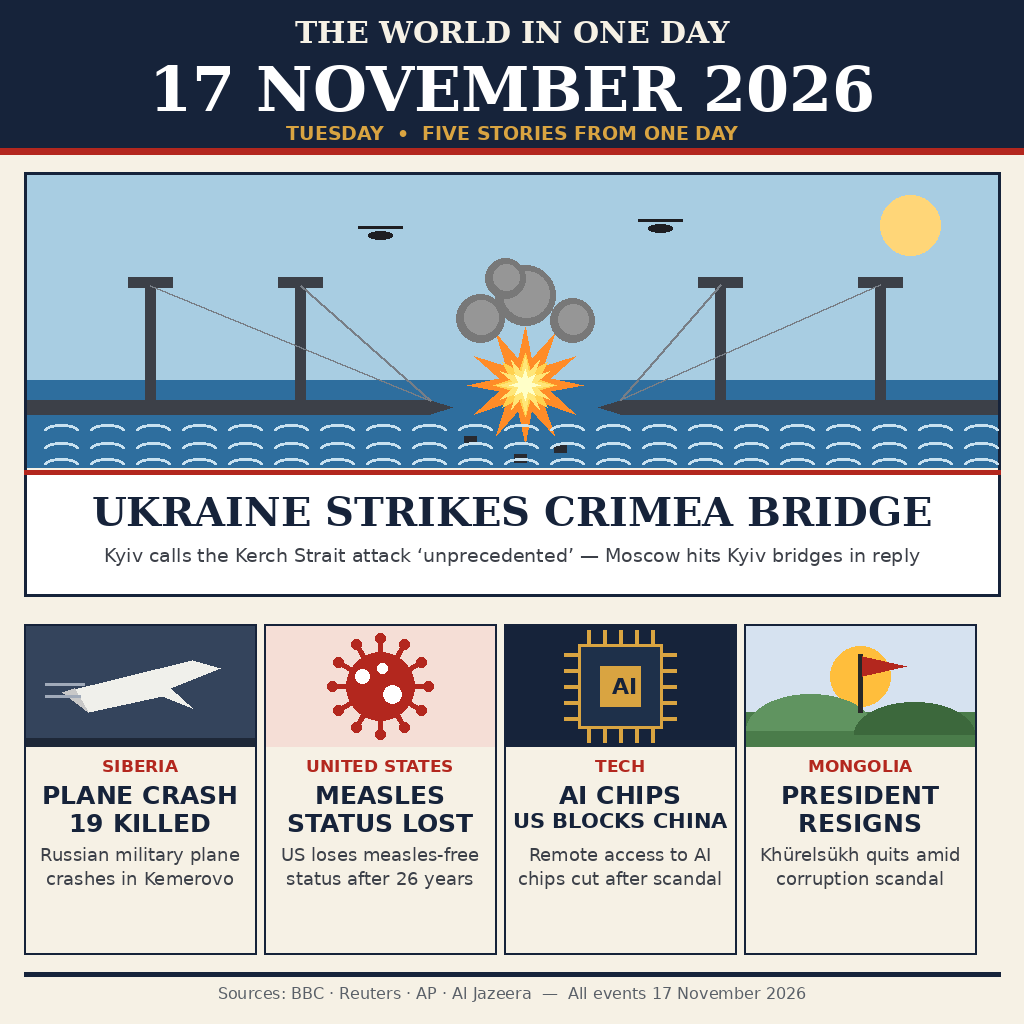 THE WORLD IN ONE DAY
17 NOVEMBER 2026
TUESDAY • FIVE STORIES FROM ONE DAY
UKRAINE STRIKES CRIMEA BRIDGE
Kyiv calls the Kerch Strait attack ‘unprecedented’ — Moscow hits Kyiv bridges in reply
SIBERIA
PLANE CRASH
19 KILLED
Russian military plane
crashes in Kemerovo
UNITED STATES
MEASLES
STATUS LOST
US loses measles-free
status after 26 years
AI
TECH
AI CHIPS
US BLOCKS CHINA
Remote access to AI
chips cut after scandal
MONGOLIA
PRESIDENT
RESIGNS
Khürelsükh quits amid
corruption scandal
Sources: BBC · Reuters · AP · Al Jazeera — All events 17 November 2026